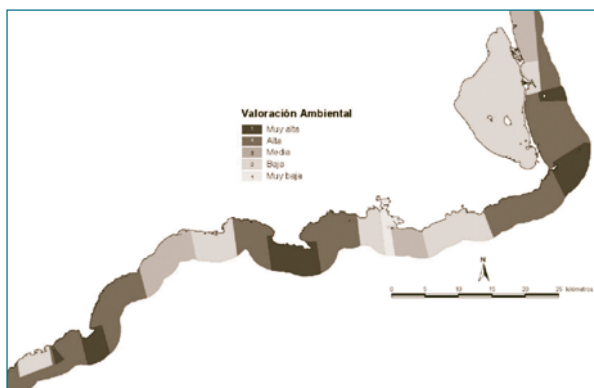 Valoración Ambiental
Muy alta
Alta
Media
Baja
Muy baja
N
0 5 10 15 20 25 kilómetros